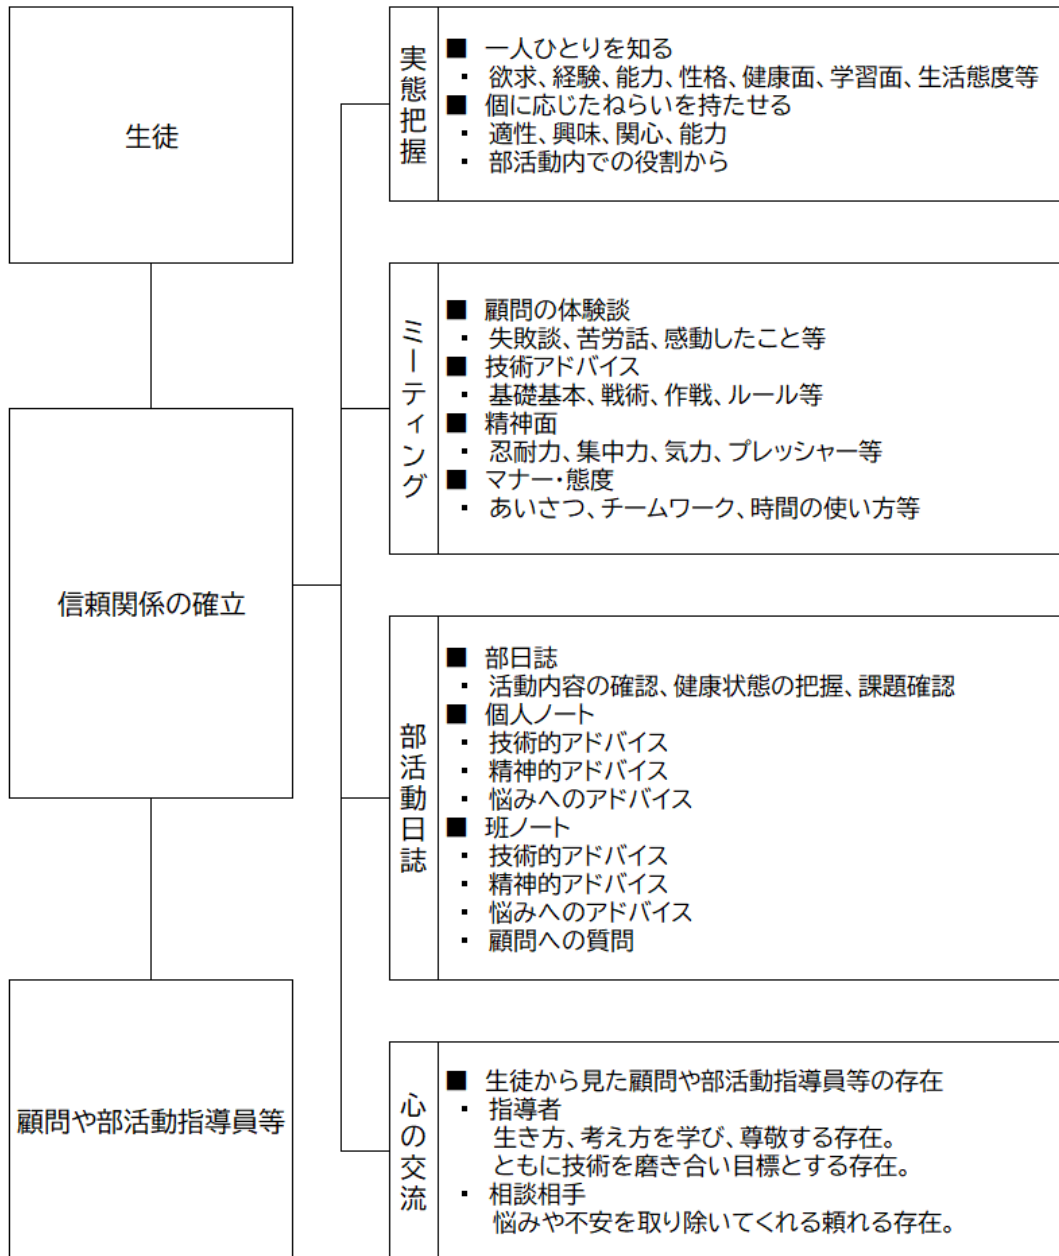 生徒
信頼関係の確立
顧問や部活動指導員等
実態把握
■ 一人ひとりを知る
・ 欲求、経験、能力、性格、健康面、学習面、生活態度等
■ 個に応じたねらいを持たせる
・ 適性、興味、関心、能力
・ 部活動内での役割から
ミーティング
■ 顧問の体験談
・ 失敗談、苦労話、感動したこと等
■ 技術アドバイス
・ 基礎基本、戦術、作戦、ルール等
■ 精神面
・ 忍耐力、集中力、気力、プレッシャー等
■ マナー・態度
・ あいさつ、チームワーク、時間の使い方等
部活動日誌
■ 部日誌
・ 活動内容の確認、健康状態の把握、課題確認
■ 個人ノート
・ 技術的アドバイス
・ 精神的アドバイス
・ 悩みへのアドバイス
■ 班ノート
・ 技術的アドバイス
・ 精神的アドバイス
・ 悩みへのアドバイス
・ 顧問への質問
心の交流
■ 生徒から見た顧問や部活動指導員等の存在
・ 指導者
生き方、考え方を学び、尊敬する存在。
ともに技術を磨き合い目標とする存在。
・ 相談相手
悩みや不安を取り除いてくれる頼れる存在。